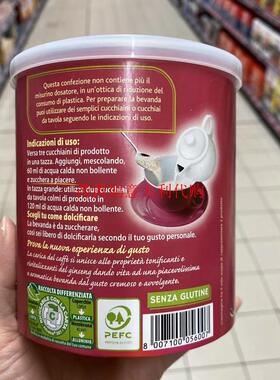 Questa confezione non contiene più il
misurino dosatore, in un'ottica di riduzione del
consumo di plastica. Per preparare la bevanda
puoi utilizzare dei semplici cucchiaini o cucchiai
da tavola seguendo le indicazioni di uso.
Indicazioni di uso:
Versa tre cucchiaini di prodotto
in una tazza. Aggiungi, mescolando,
60 ml di acqua calda non bollente
e zucchera a piacere.
In tazza grande: utilizza due cucchiai
da tavola colmi di prodotto in
120 ml di acqua calda non bollente.
Scegli tu come dolcificare
La bevanda è da zuccherare,
così sei libero di dolcificarla secondo il tuo gusto personale.
Prova la nuova esperienza di gusto
La carica del caffè si unisce alle proprietà tonificanti e
rivitalizzanti del ginseng dando vita ad una piacevolissima
bevanda dal gusto cremoso e avvolgente.
RACCOLTA DIFFERENZIATA
PLASTICA
PEFC
SENZA GLUTINE
8 007100 056007